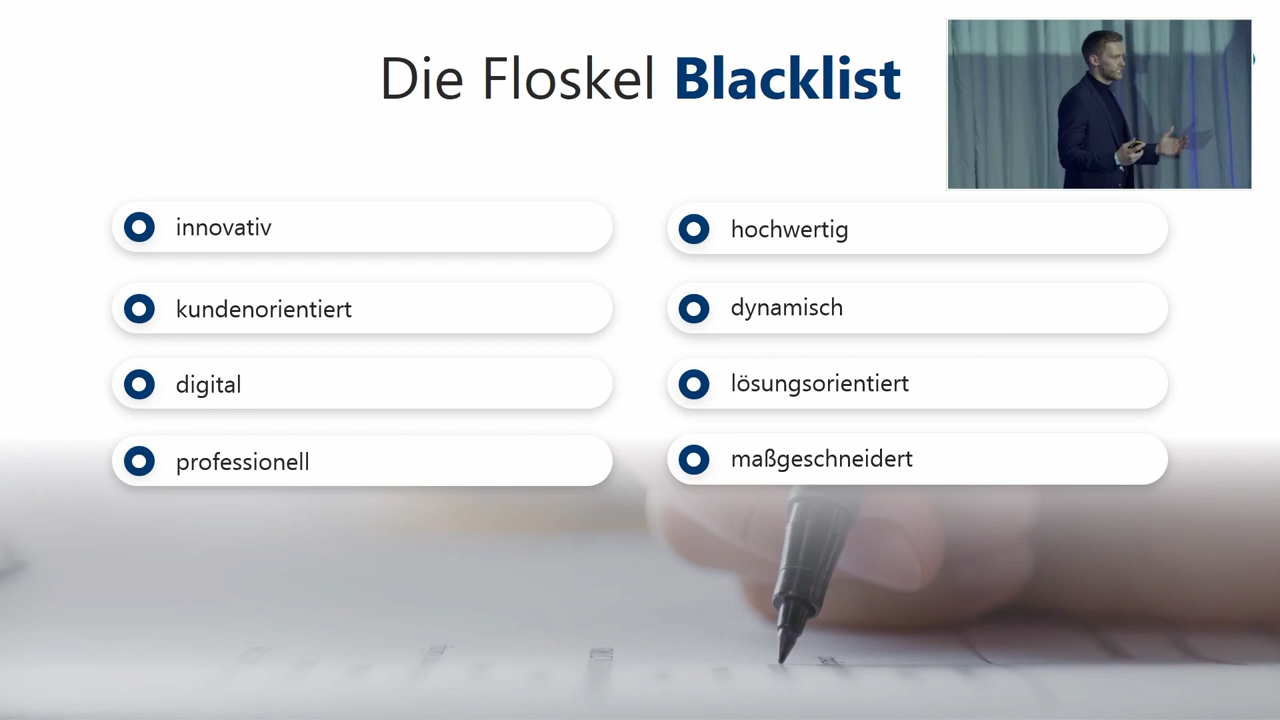 Die Floskel Blacklist
innovativ
kundenorientiert
digital
professionell
hochwertig
dynamisch
lösungsorientiert
maßgeschneidert